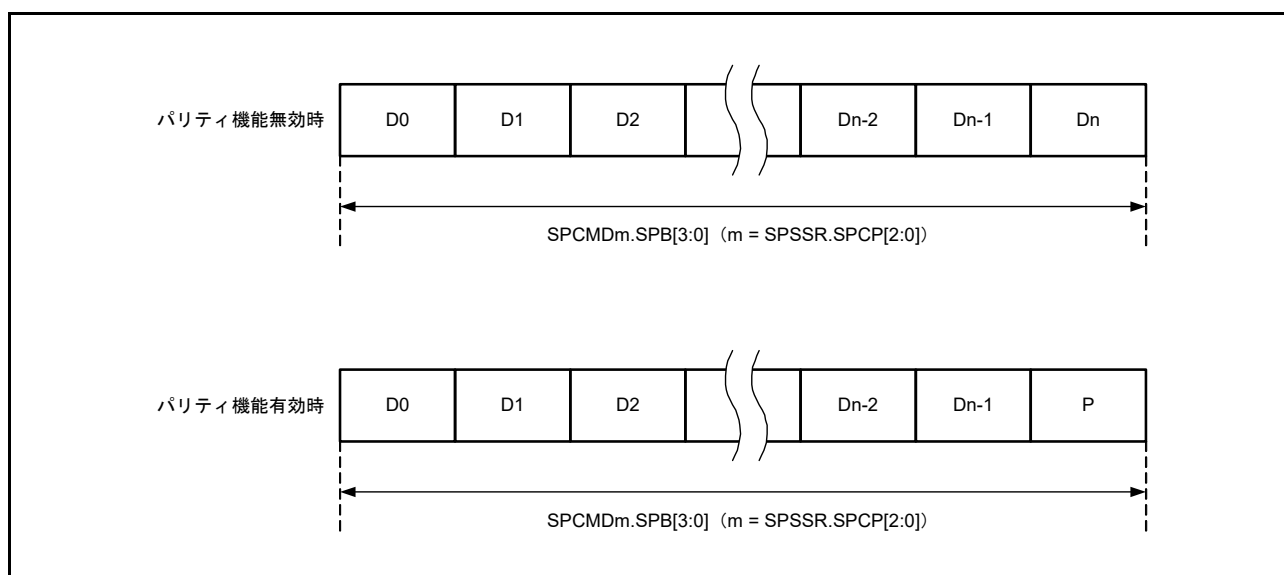 パリティ機能無効時 D0 D1 D2 Dn-2 Dn-1 Dn
SPCMDm.SPB[3:0]（m = SPSSR.SPCP[2:0]）
パリティ機能有効時 D0 D1 D2 Dn-2 Dn-1 P
SPCMDm.SPB[3:0]（m = SPSSR.SPCP[2:0]）